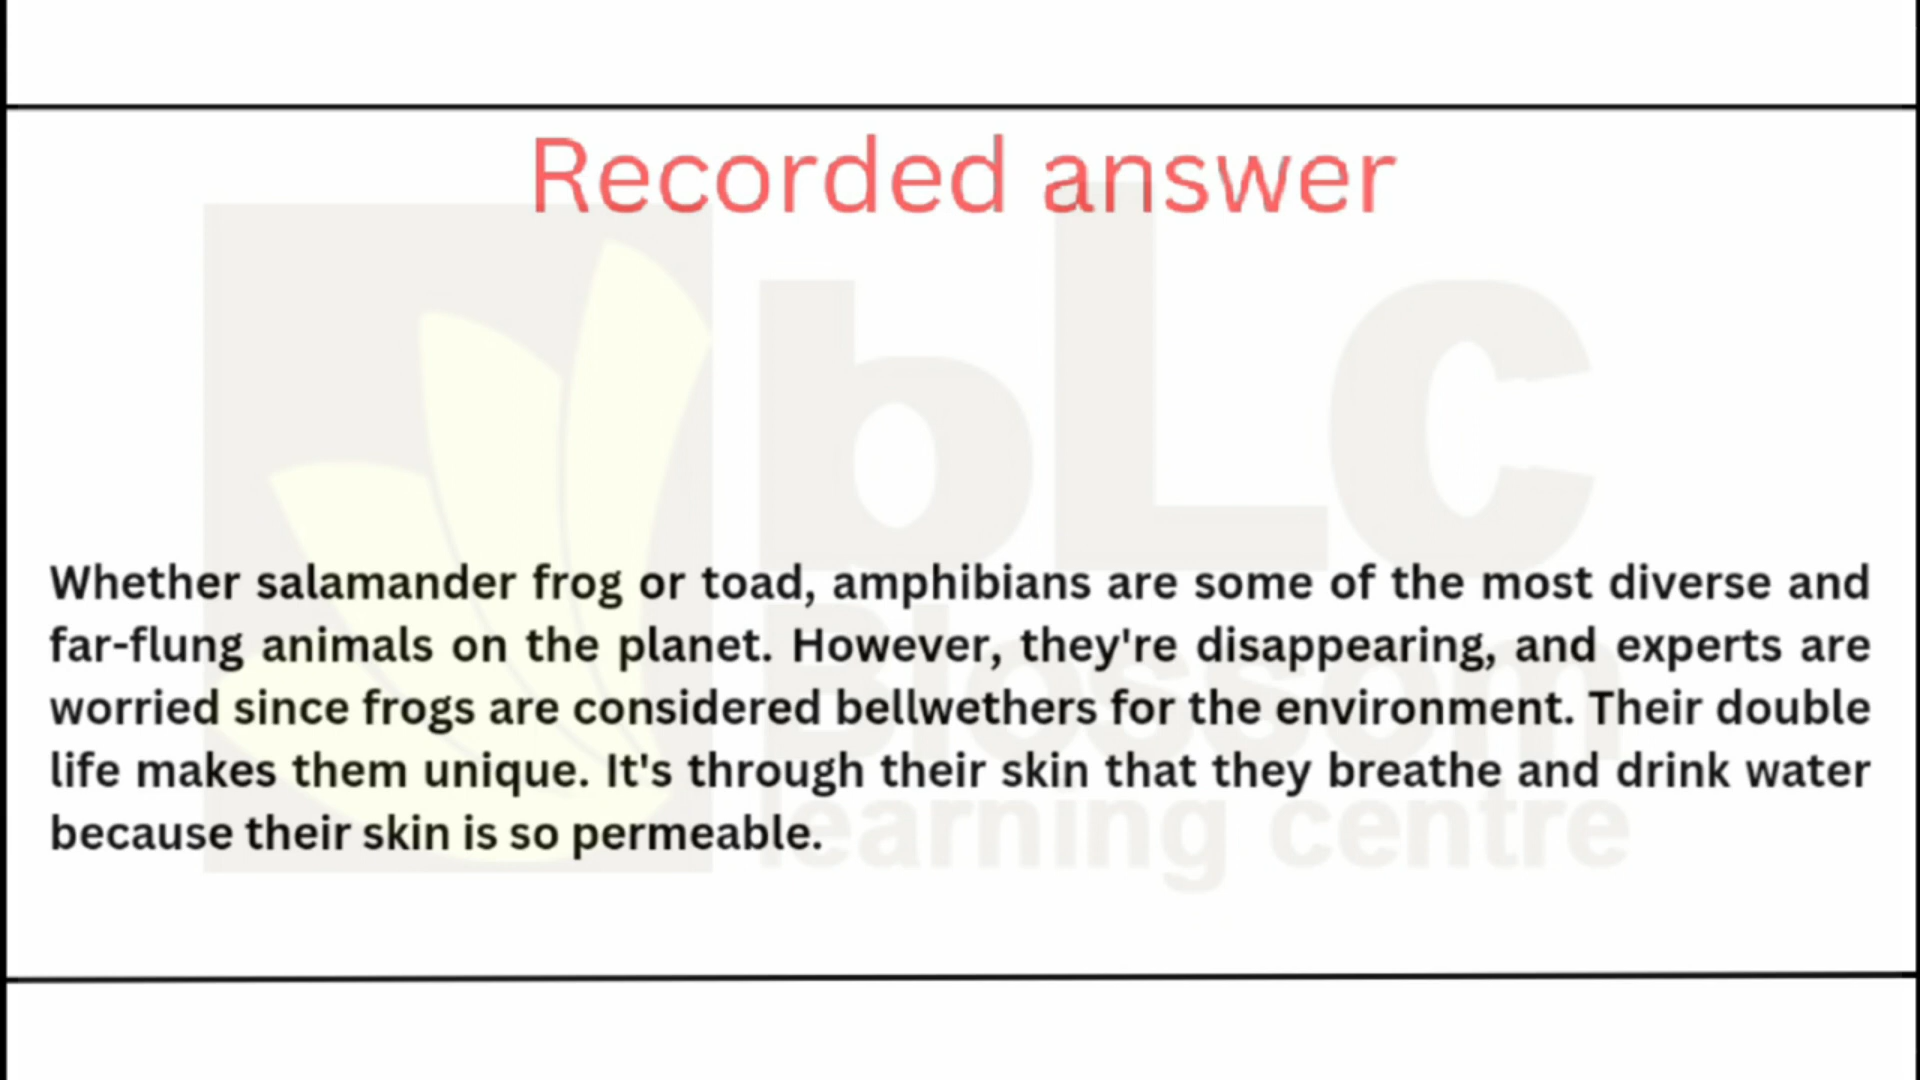 Recorded answer
bLc
Blossom
learning centre
Whether salamander frog or toad, amphibians are some of the most diverse and
far-flung animals on the planet. However, they're disappearing, and experts are
worried since frogs are considered bellwethers for the environment. Their double
life makes them unique. It's through their skin that they breathe and drink water
because their skin is so permeable.